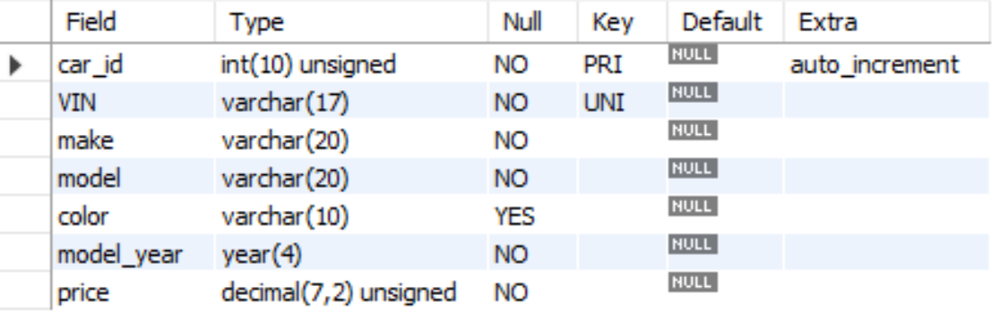 Field Type Null Key Default Extra
car_id int(10) unsigned NO PRI NULL auto_increment
VIN varchar(17) NO UNI NULL
make varchar(20) NO NULL
model varchar(20) NO NULL
color varchar(10) YES NULL
model_year year(4) NO NULL
price decimal(7,2) unsigned NO NULL